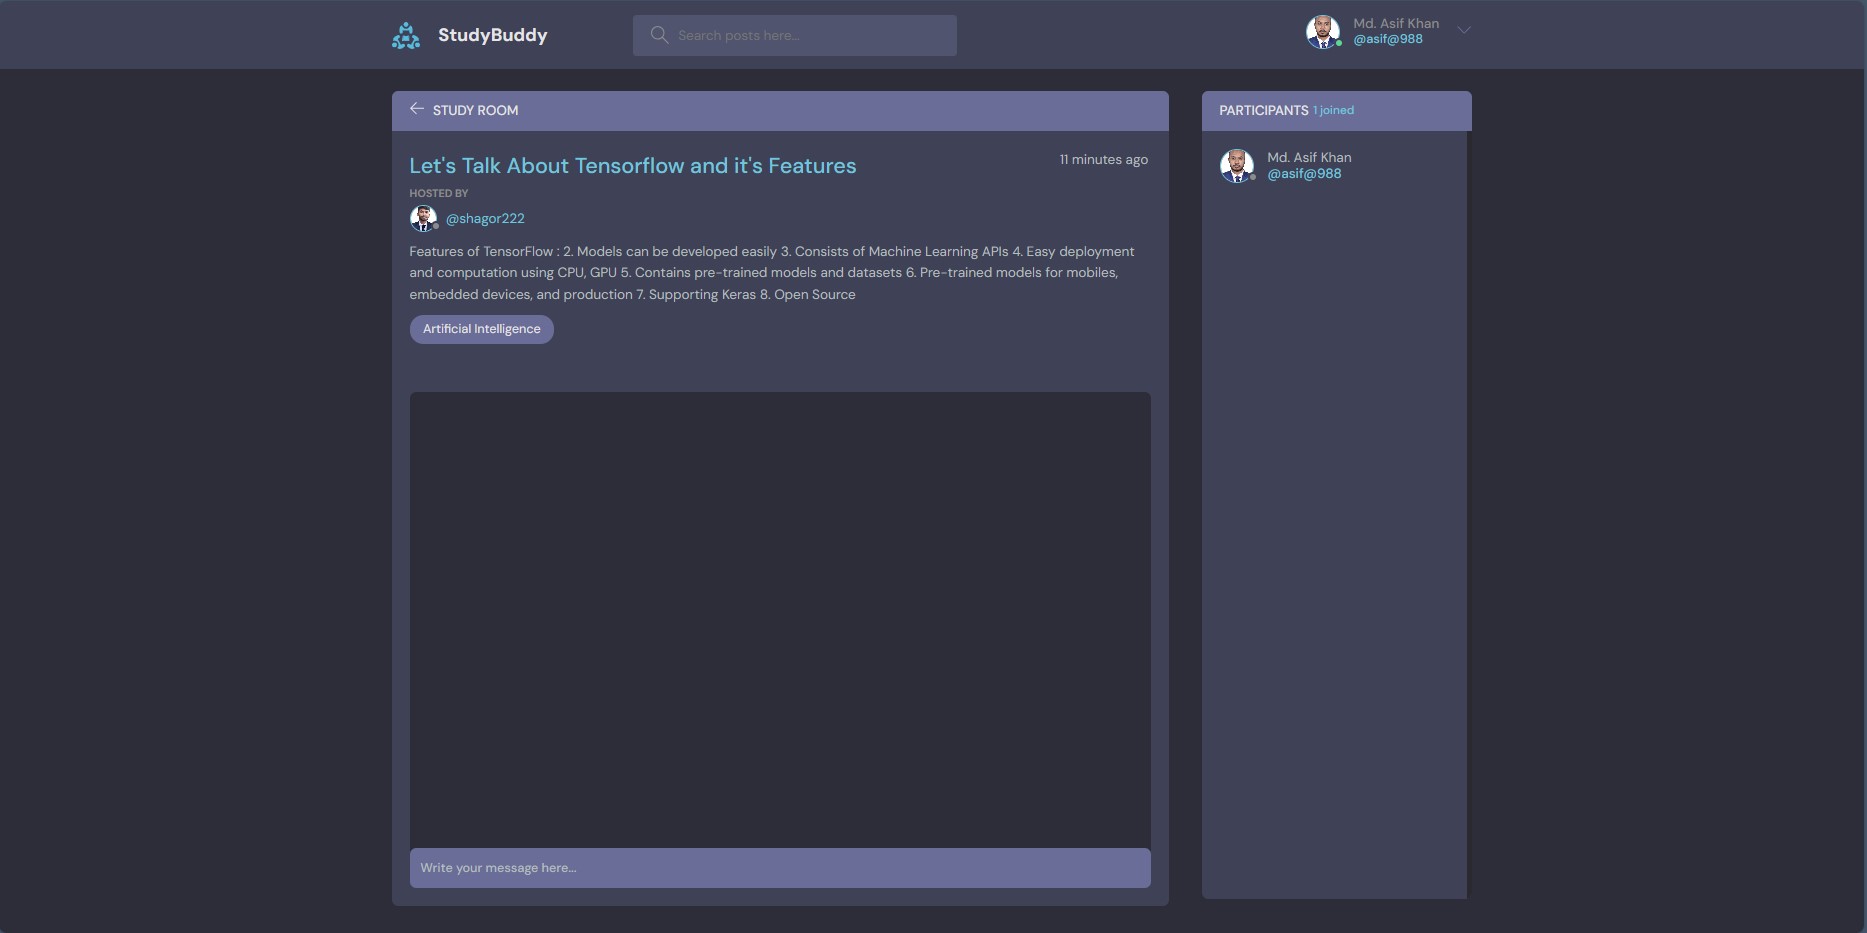 StudyBuddy
Search posts here...
Md. Asif Khan
@asif@988
STUDY ROOM
Let's Talk About Tensorflow and it's Features
11 minutes ago
HOSTED BY
@shagor222
Features of TensorFlow : 2. Models can be developed easily 3. Consists of Machine Learning APIs 4. Easy deployment
and computation using CPU, GPU 5. Contains pre-trained models and datasets 6. Pre-trained models for mobiles,
embedded devices, and production 7. Supporting Keras 8. Open Source
Artificial Intelligence
Write your message here...
PARTICIPANTS 1 joined
Md. Asif Khan
@asif@988